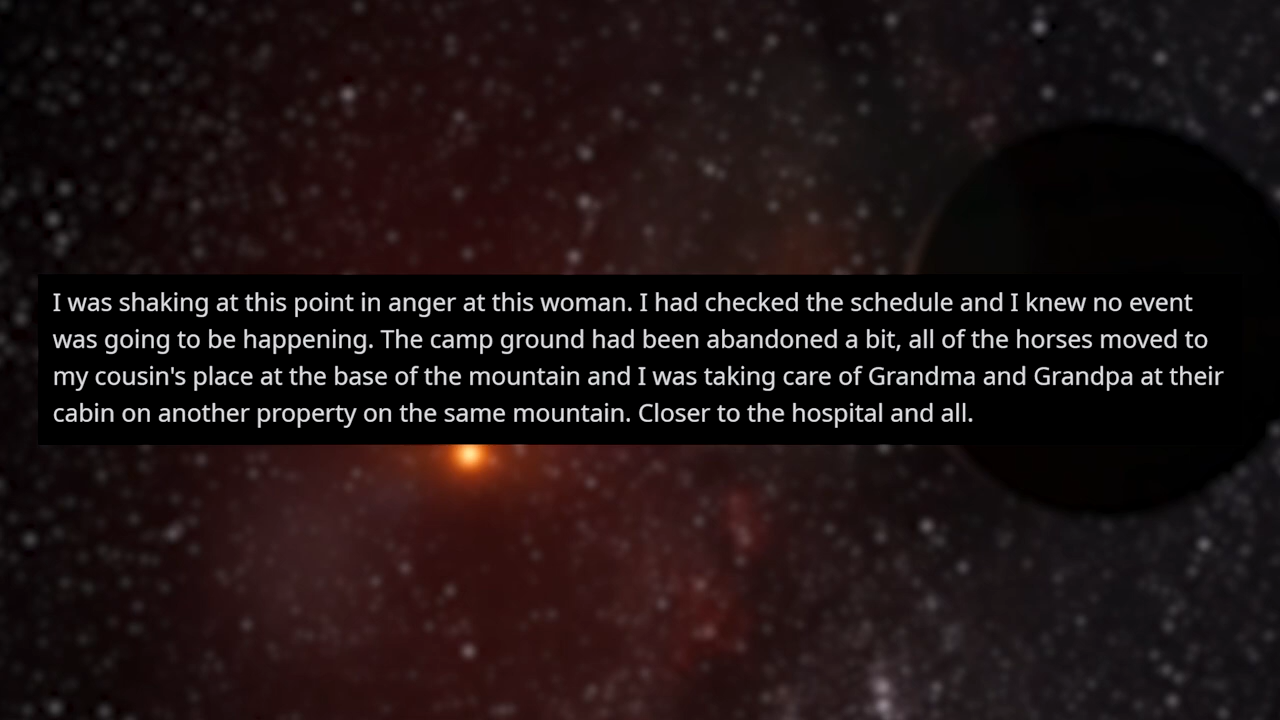 I was shaking at this point in anger at this woman. I had checked the schedule and I knew no event
was going to be happening. The camp ground had been abandoned a bit, all of the horses moved to
my cousin's place at the base of the mountain and I was taking care of Grandma and Grandpa at their
cabin on another property on the same mountain. Closer to the hospital and all.